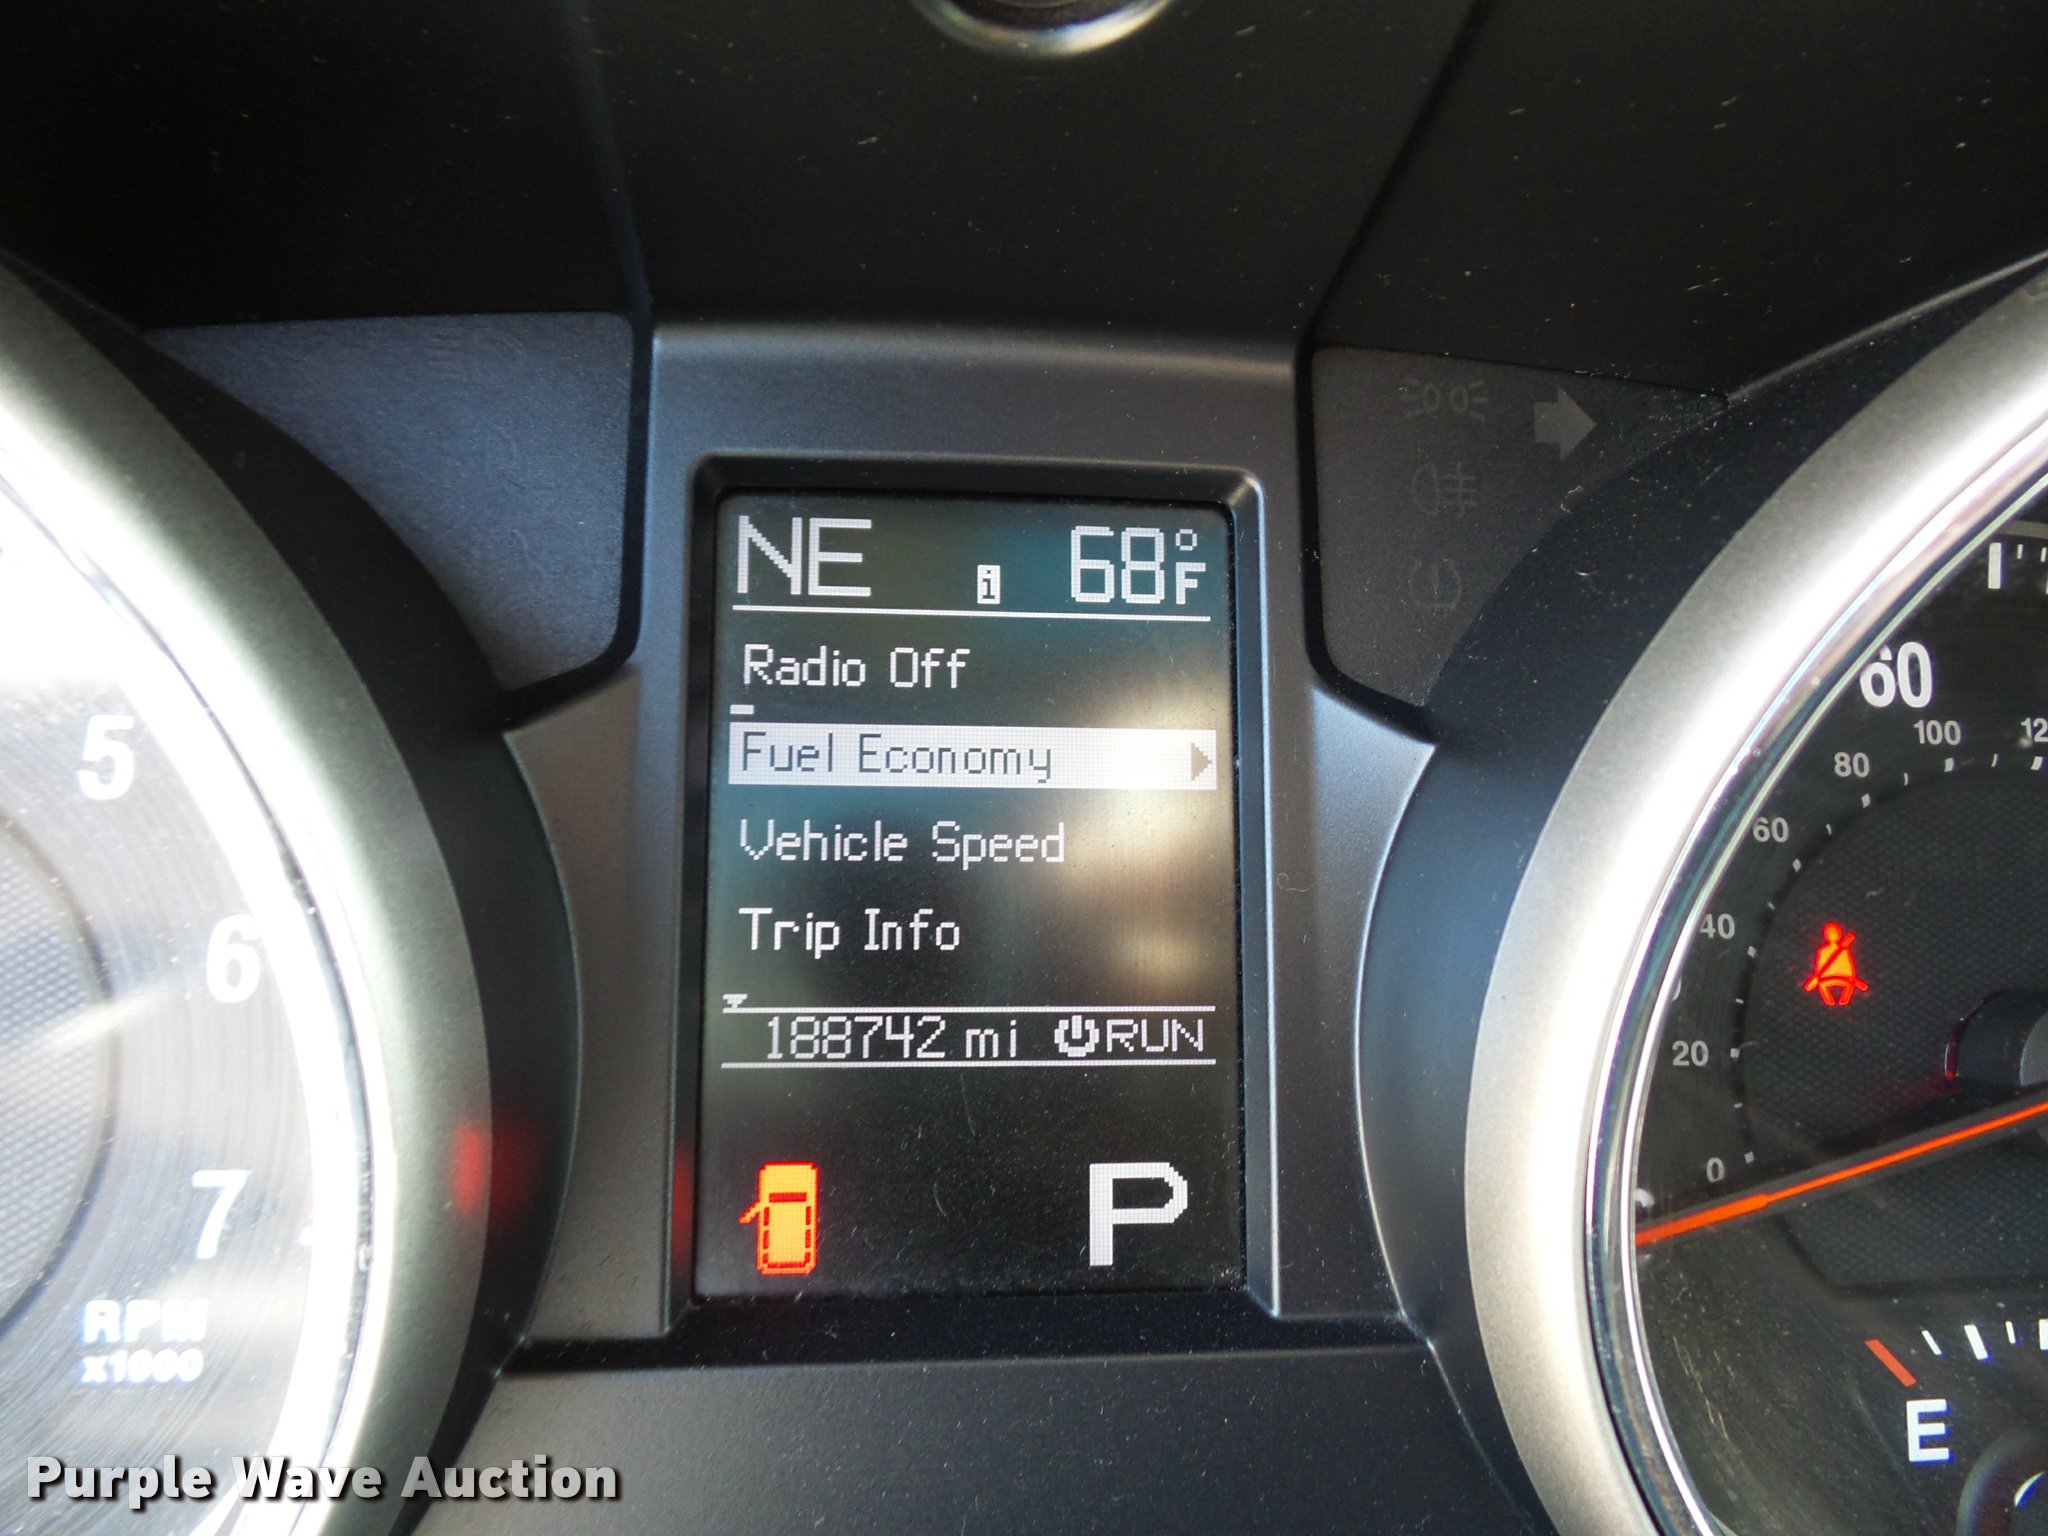 NE i 68°F
Radio Off
Fuel Economy
Vehicle Speed
Trip Info
188742 mi RUN
P
5
6
7
RPM
x1000
60
100
80
60
40
20
0
E
Purple Wave Auction